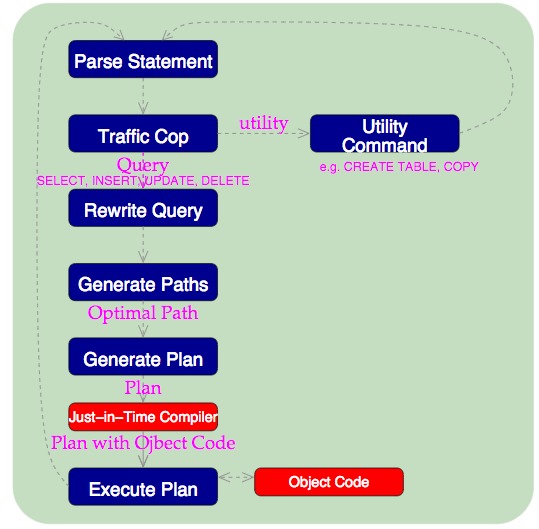 Parse Statement
Traffic Cop
utility
Utility
Command
Query
SELECT, INSERT, UPDATE, DELETE
e.g. CREATE TABLE, COPY
Rewrite Query
Generate Paths
Optimal Path
Generate Plan
Plan
Just–in–Time Compiler
Plan with Ojbect Code
Execute Plan
Object Code